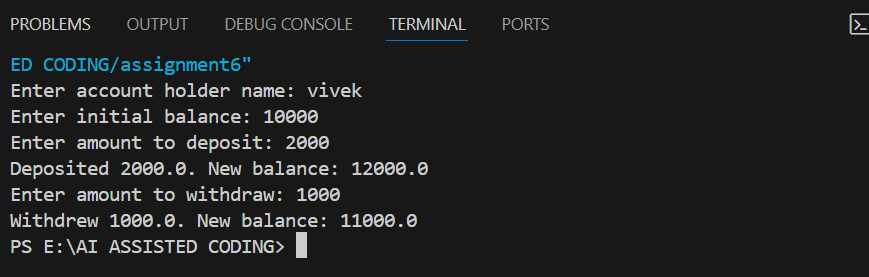 PROBLEMS OUTPUT DEBUG CONSOLE TERMINAL PORTS
ED CODING/assignment6"
Enter account holder name: vivek
Enter initial balance: 10000
Enter amount to deposit: 2000
Deposited 2000.0. New balance: 12000.0
Enter amount to withdraw: 1000
Withdrew 1000.0. New balance: 11000.0
PS E:\AI ASSISTED CODING>